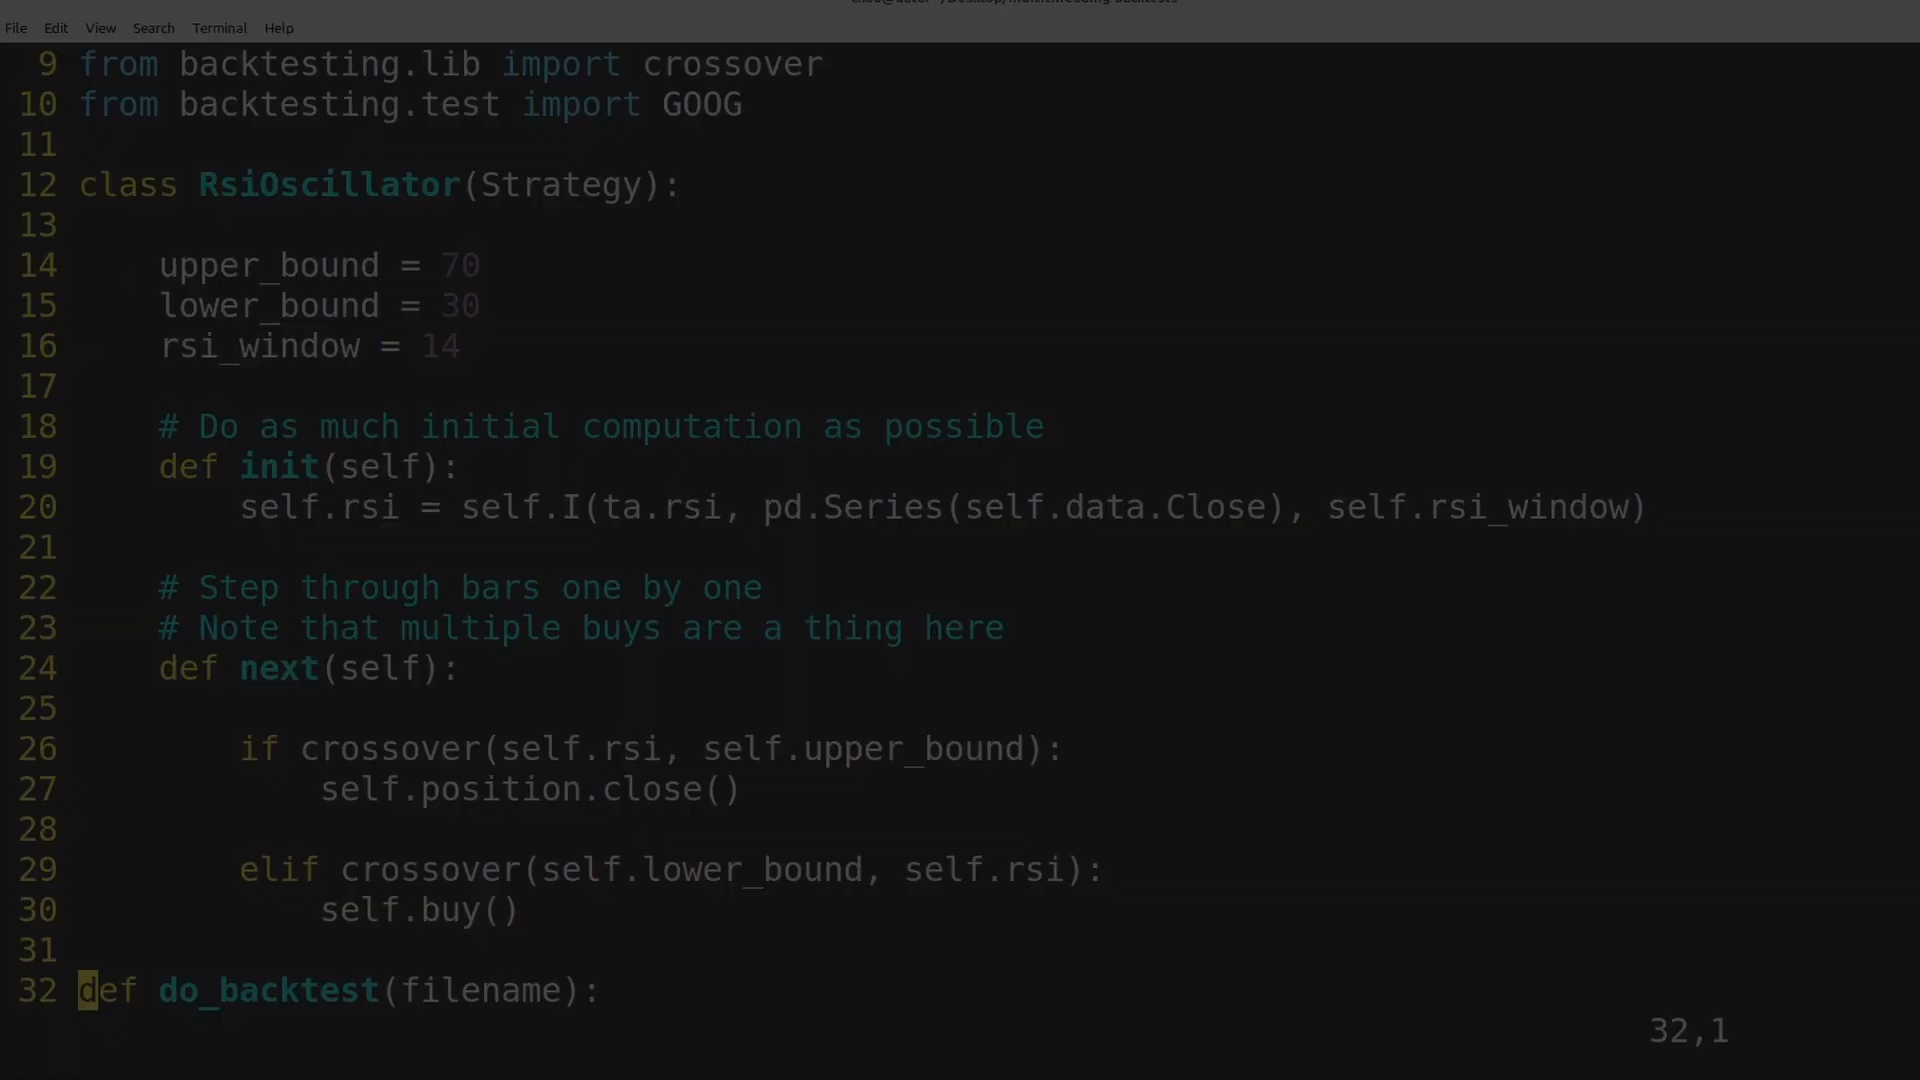 File Edit View Search Terminal Help
9 from backtesting.lib import crossover
10 from backtesting.test import GOOG
11
12 class RsiOscillator(Strategy):
13
14     upper_bound = 70
15     lower_bound = 30
16     rsi_window = 14
17
18     # Do as much initial computation as possible
19     def init(self):
20         self.rsi = self.I(ta.rsi, pd.Series(self.data.Close), self.rsi_window)
21
22     # Step through bars one by one
23     # Note that multiple buys are a thing here
24     def next(self):
25
26         if crossover(self.rsi, self.upper_bound):
27             self.position.close()
28
29         elif crossover(self.lower_bound, self.rsi):
30             self.buy()
31
32 def do_backtest(filename):
32,1